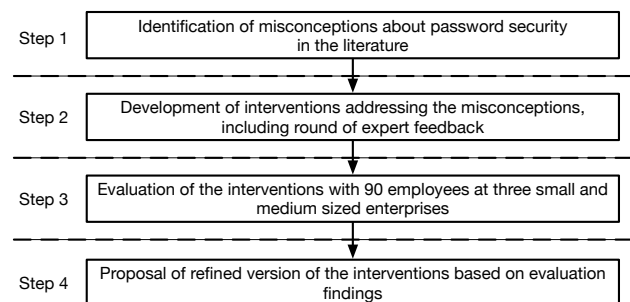 Step 1
Identification of misconceptions about password security
in the literature
Step 2
Development of interventions addressing the misconceptions,
including round of expert feedback
Step 3
Evaluation of the interventions with 90 employees at three small and
medium sized enterprises
Step 4
Proposal of refined version of the interventions based on evaluation
findings